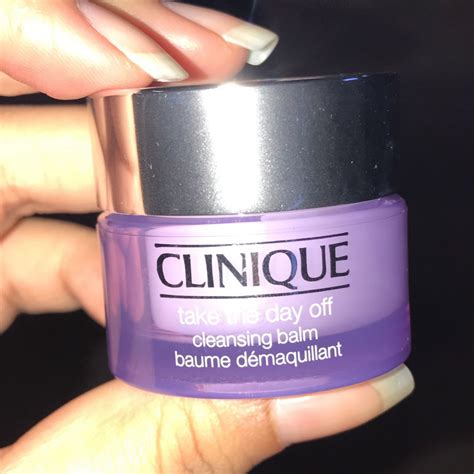 CLINIQUE
take the day off
cleansing balm
baume démaquillant